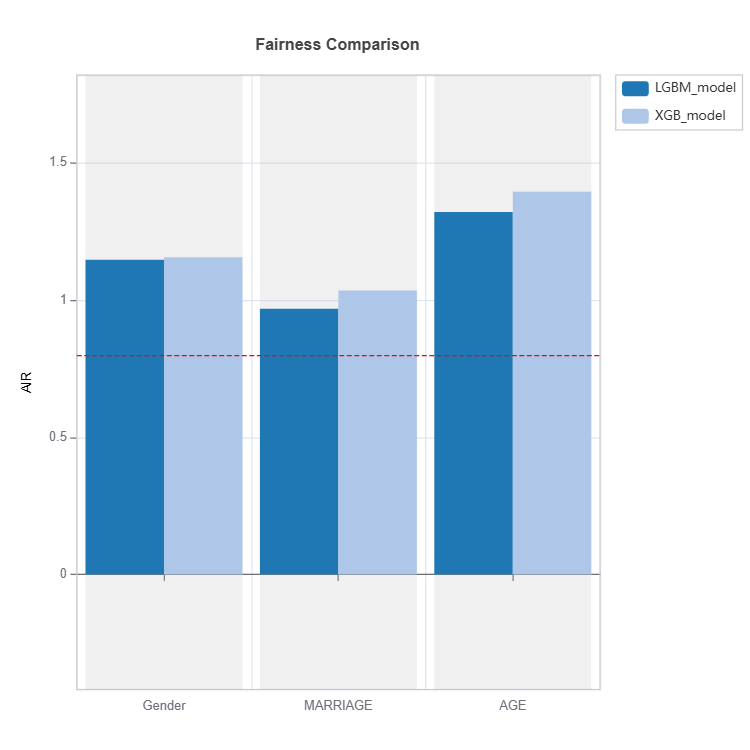 Fairness Comparison
LGBM_model
XGB_model
1.5
1
0.5
0
AIR
Gender
MARRIAGE
AGE